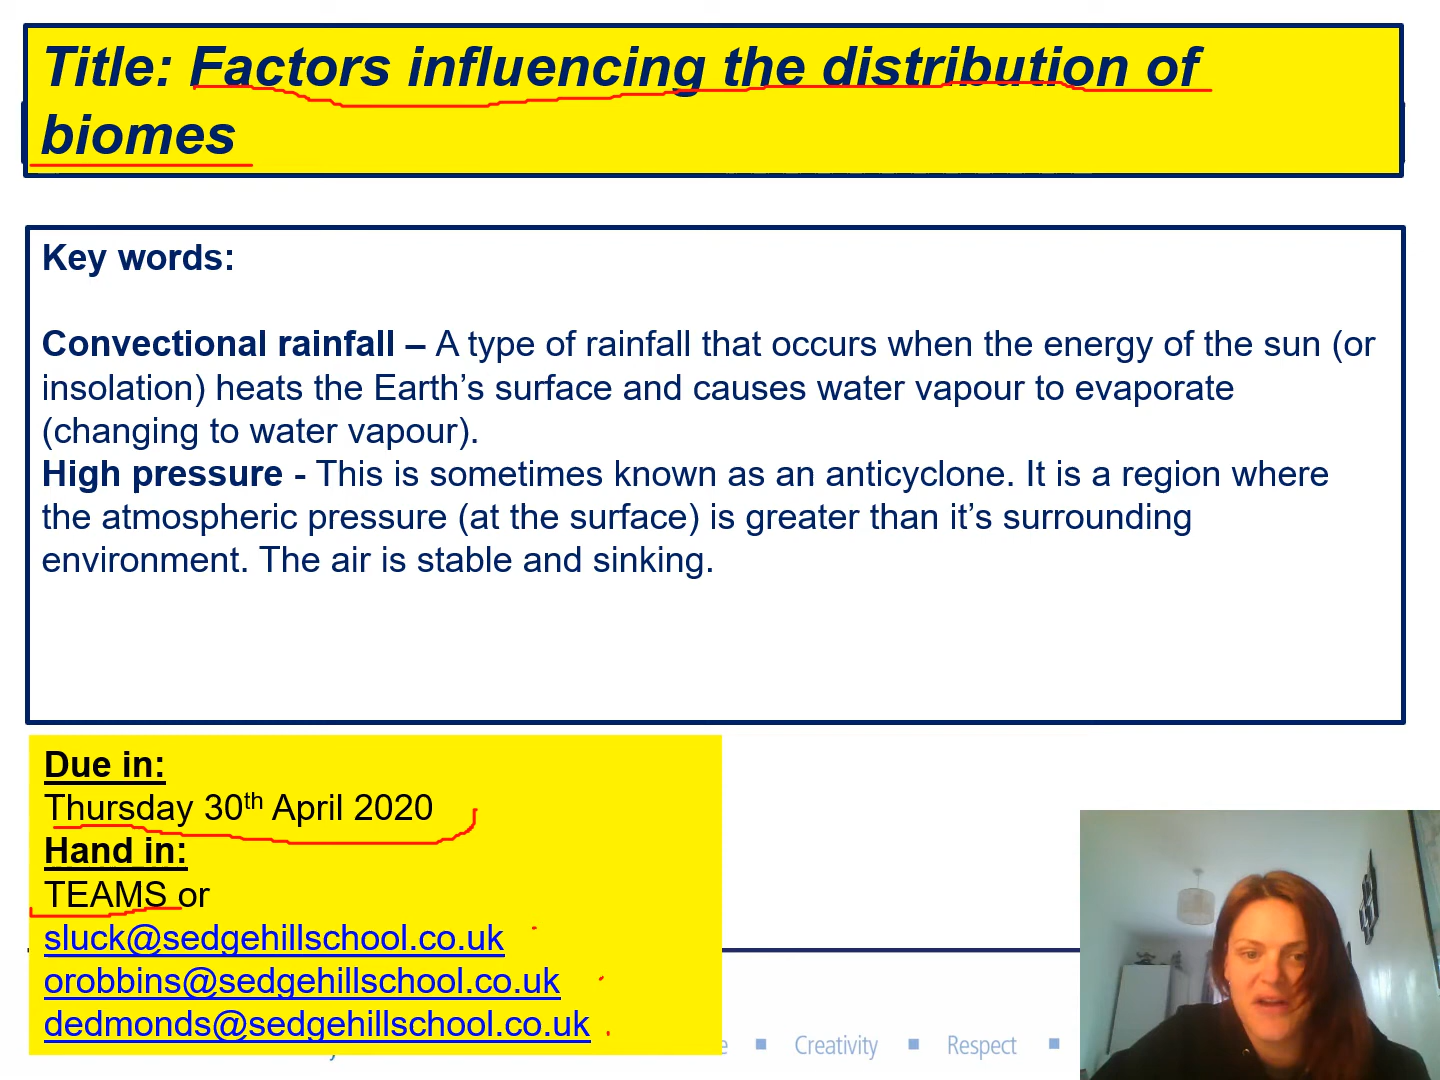 Title: Factors influencing the distribution of
biomes
Key words:
Convectional rainfall – A type of rainfall that occurs when the energy of the sun (or
insolation) heats the Earth’s surface and causes water vapour to evaporate
(changing to water vapour).
High pressure - This is sometimes known as an anticyclone. It is a region where
the atmospheric pressure (at the surface) is greater than it’s surrounding
environment. The air is stable and sinking.
Due in:
Thursday 30th April 2020
Hand in:
TEAMS or
sluck@sedgehillschool.co.uk
orobbins@sedgehillschool.co.uk
dedmonds@sedgehillschool.co.uk
■ Creativity ■ Respect ■